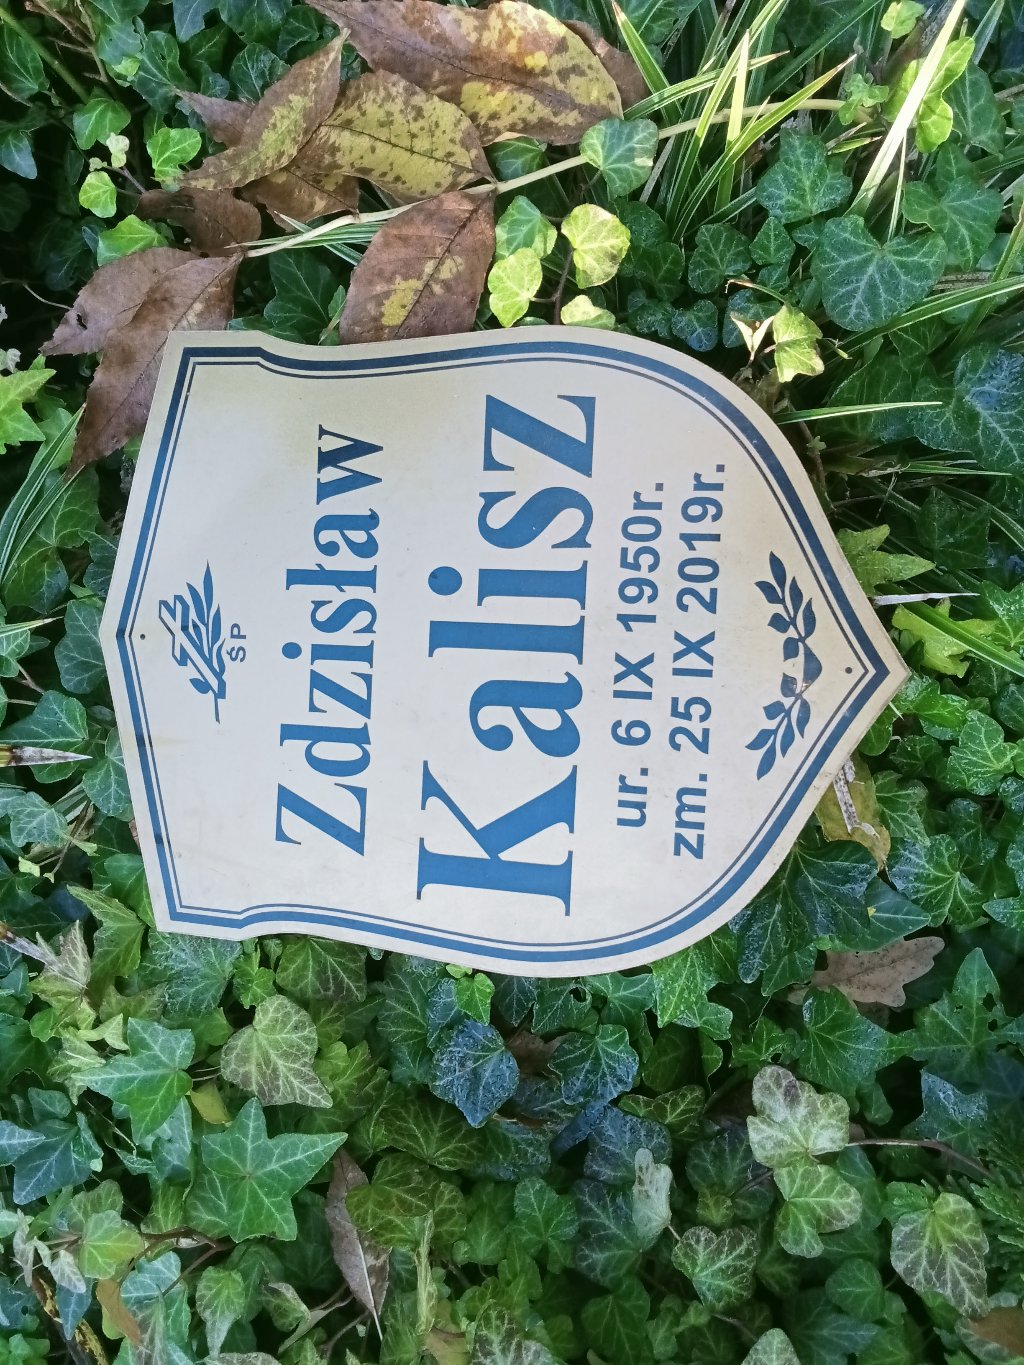 ŚP
Zdzisław
Kalisz
ur. 6 IX 1950r.
zm. 25 IX 2019r.